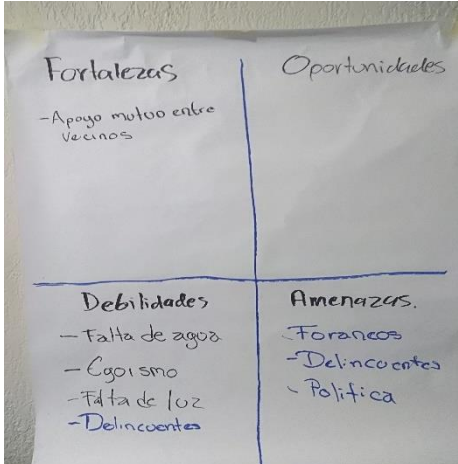 Fortalezas
- Apoyo mutuo entre
vecinos
Oportunidades
Debilidades
- Falta de agua
- Egoismo
- Falta de luz
- Delincuentes
Amenazas.
- Foraneos
- Delincuentes
- Politica